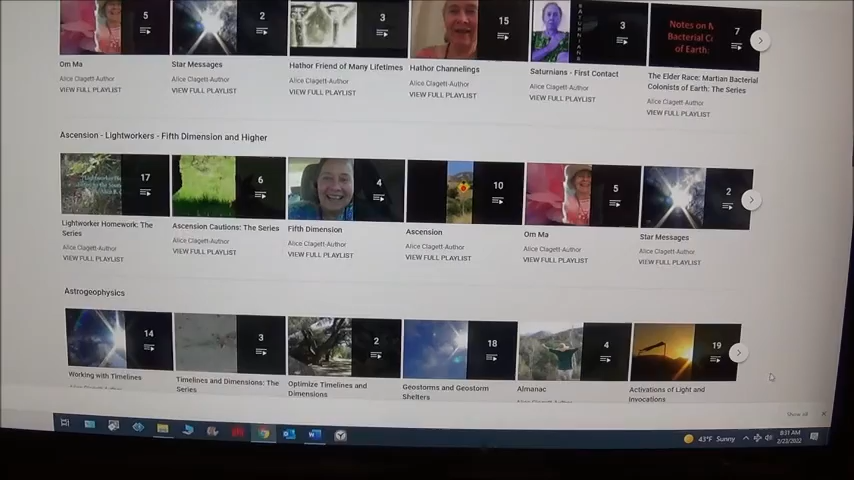 5
2
3
15
3
SATURNIANS
Notes on M
Bacterial Co
of Earth:
7
Om Ma
Alice Clagett-Author
VIEW FULL PLAYLIST
Star Messages
Alice Clagett-Author
VIEW FULL PLAYLIST
Hathor Friend of Many Lifetimes
Alice Clagett-Author
VIEW FULL PLAYLIST
Hathor Channelings
Alice Clagett-Author
VIEW FULL PLAYLIST
Saturnians - First Contact
Alice Clagett-Author
VIEW FULL PLAYLIST
The Elder Race: Martian Bacterial
Colonists of Earth: The Series
Alice Clagett-Author
VIEW FULL PLAYLIST
Ascension - Lightworkers - Fifth Dimension and Higher
17
6
4
10
5
2
Lightworker Homework: The
Series
Alice Clagett-Author
VIEW FULL PLAYLIST
Ascension Cautions: The Series
Alice Clagett-Author
VIEW FULL PLAYLIST
Fifth Dimension
Alice Clagett-Author
VIEW FULL PLAYLIST
Ascension
Alice Clagett-Author
VIEW FULL PLAYLIST
Om Ma
Alice Clagett-Author
VIEW FULL PLAYLIST
Star Messages
Alice Clagett-Author
VIEW FULL PLAYLIST
Astrogeophysics
14
3
2
18
4
19
Working with Timelines
Timelines and Dimensions: The
Series
Optimize Timelines and
Dimensions
Geostorms and Geostorm
Shelters
Almanac
Alice Clagett-Author
Activations of Light and
Invocations
Show all
43°F Sunny
8:31 AM
2/23/2022